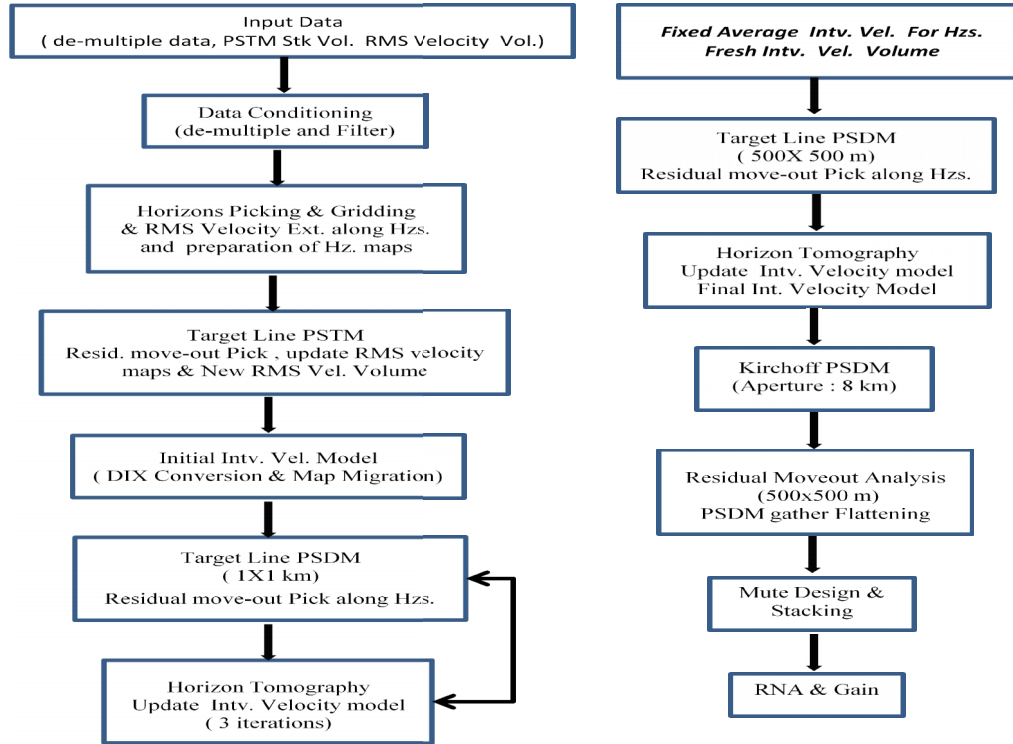 Input Data
( de-multiple data, PSTM Stk Vol. RMS Velocity Vol.)
Data Conditioning
(de-multiple and Filter)
Horizons Picking & Gridding
& RMS Velocity Ext. along Hzs.
and preparation of Hz. maps
Target Line PSTM
Resid. move-out Pick , update RMS velocity
maps & New RMS Vel. Volume
Initial Intv. Vel. Model
( DIX Conversion & Map Migration)
Target Line PSDM
( 1X1 km)
Residual move-out Pick along Hzs.
Horizon Tomography
Update Intv. Velocity model
( 3 iterations)
Fixed Average Intv. Vel. For Hzs.
Fresh Intv. Vel. Volume
Target Line PSDM
( 500X 500 m)
Residual move-out Pick along Hzs.
Horizon Tomography
Update Intv. Velocity model
Final Int. Velocity Model
Kirchoff PSDM
(Aperture : 8 km)
Residual Moveout Analysis
(500x500 m)
PSDM gather Flattening
Mute Design &
Stacking
RNA & Gain